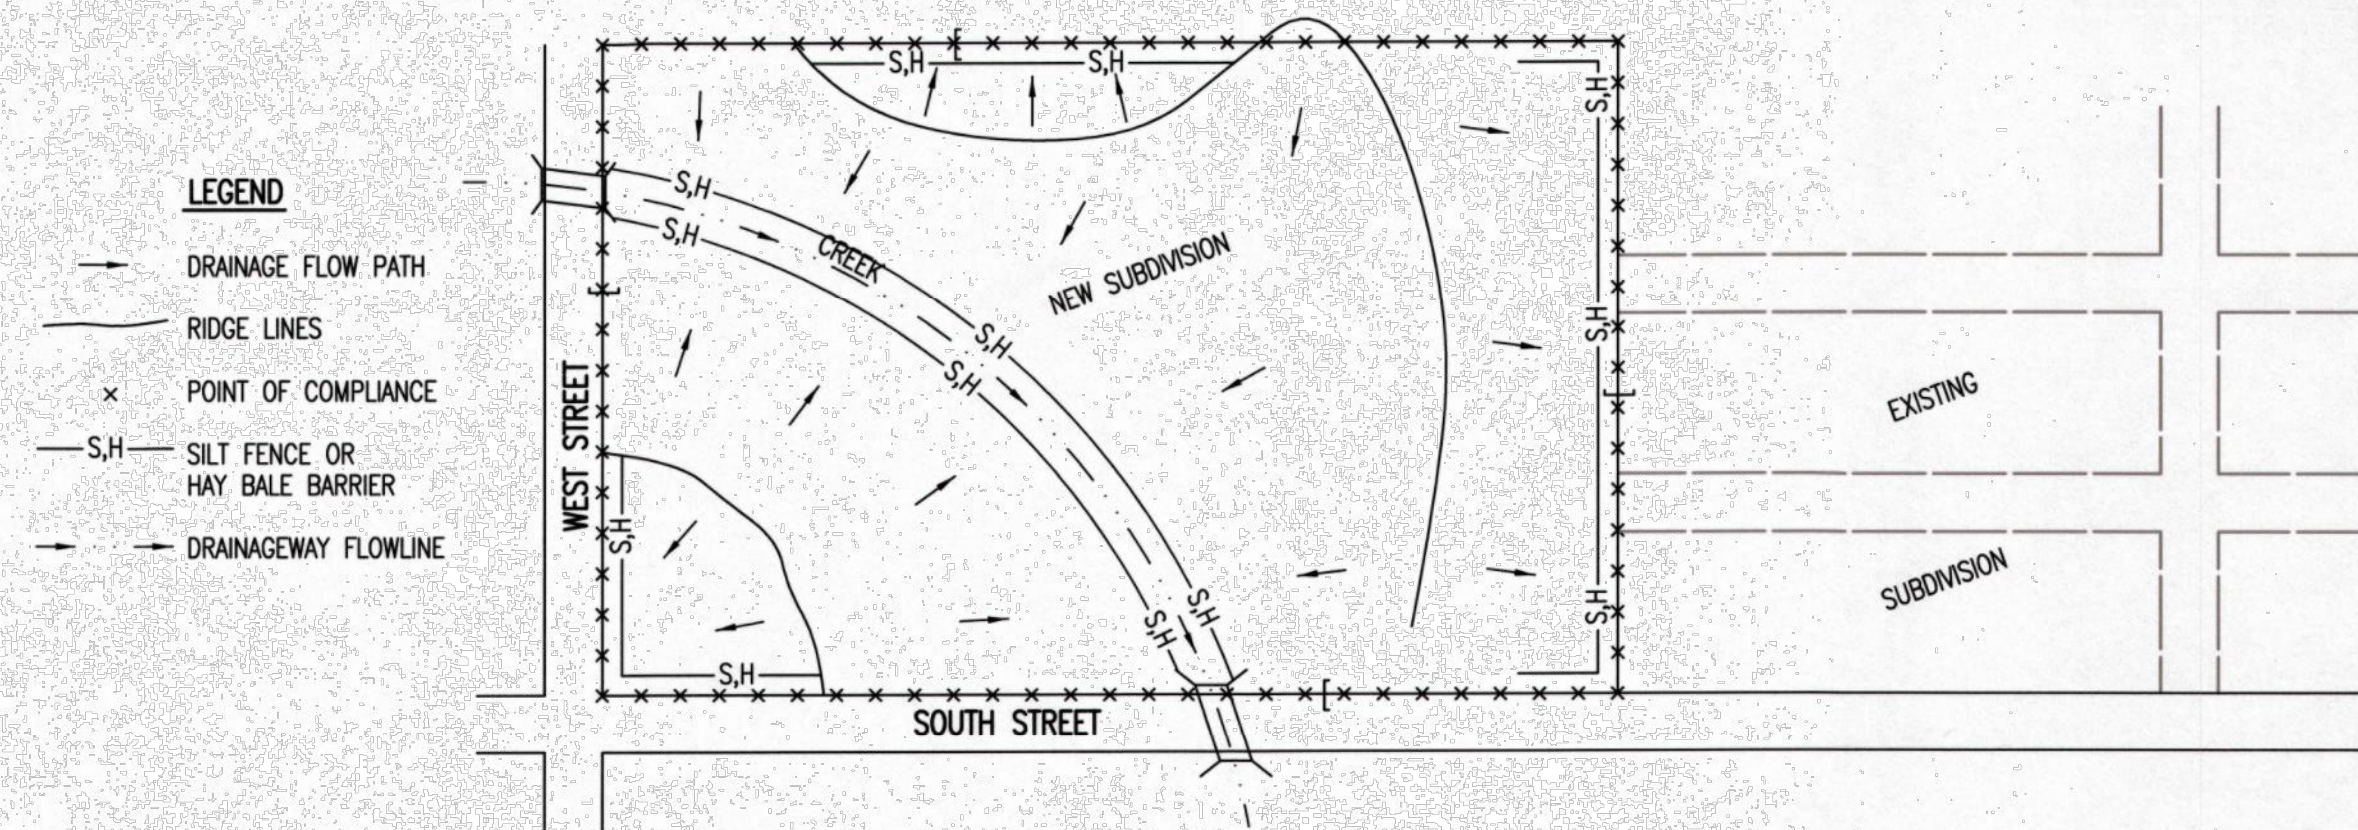 LEGEND
DRAINAGE FLOW PATH
RIDGE LINES
× POINT OF COMPLIANCE
S,H SILT FENCE OR
HAY BALE BARRIER
DRAINAGEWAY FLOWLINE
S,H
S,H
S,H
S,H
S,H
CREEK
NEW SUBDIVISION
S,H
S,H
S,H
WEST STREET
EXISTING
S,H
S,H
S,H
S,H
SUBDIVISION
S,H
SOUTH STREET